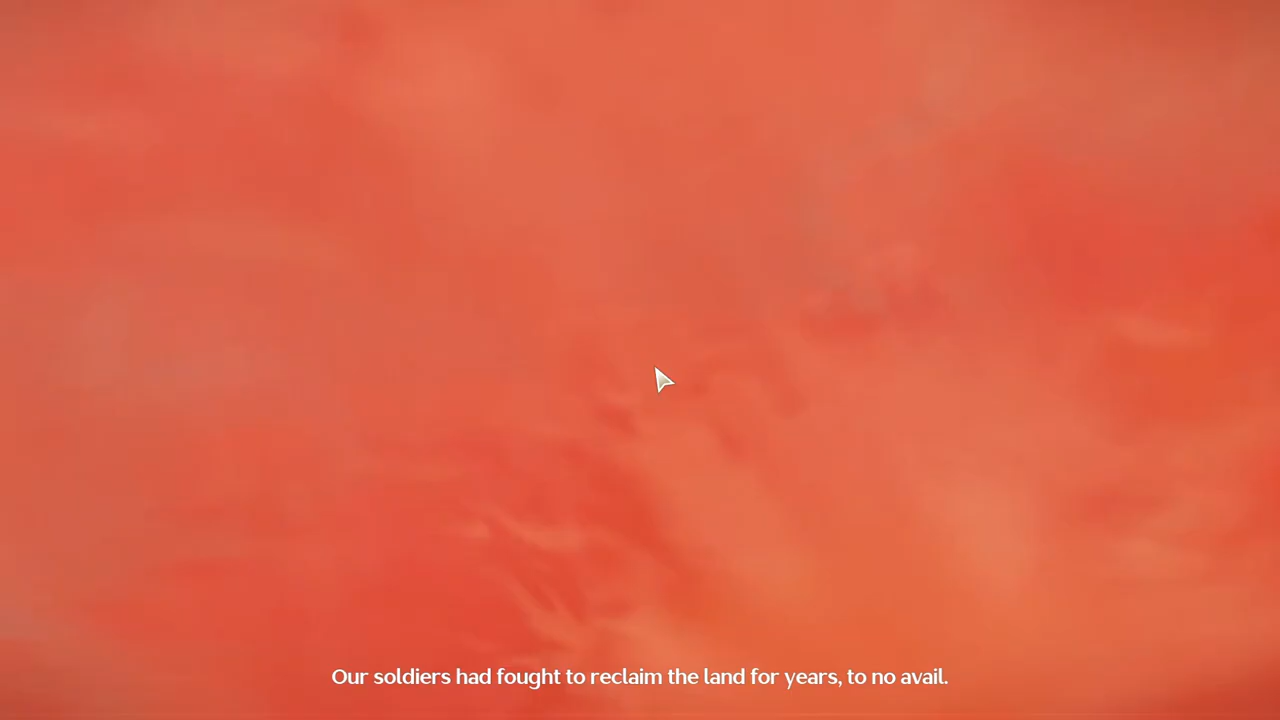 Our soldiers had fought to reclaim the land for years, to no avail.